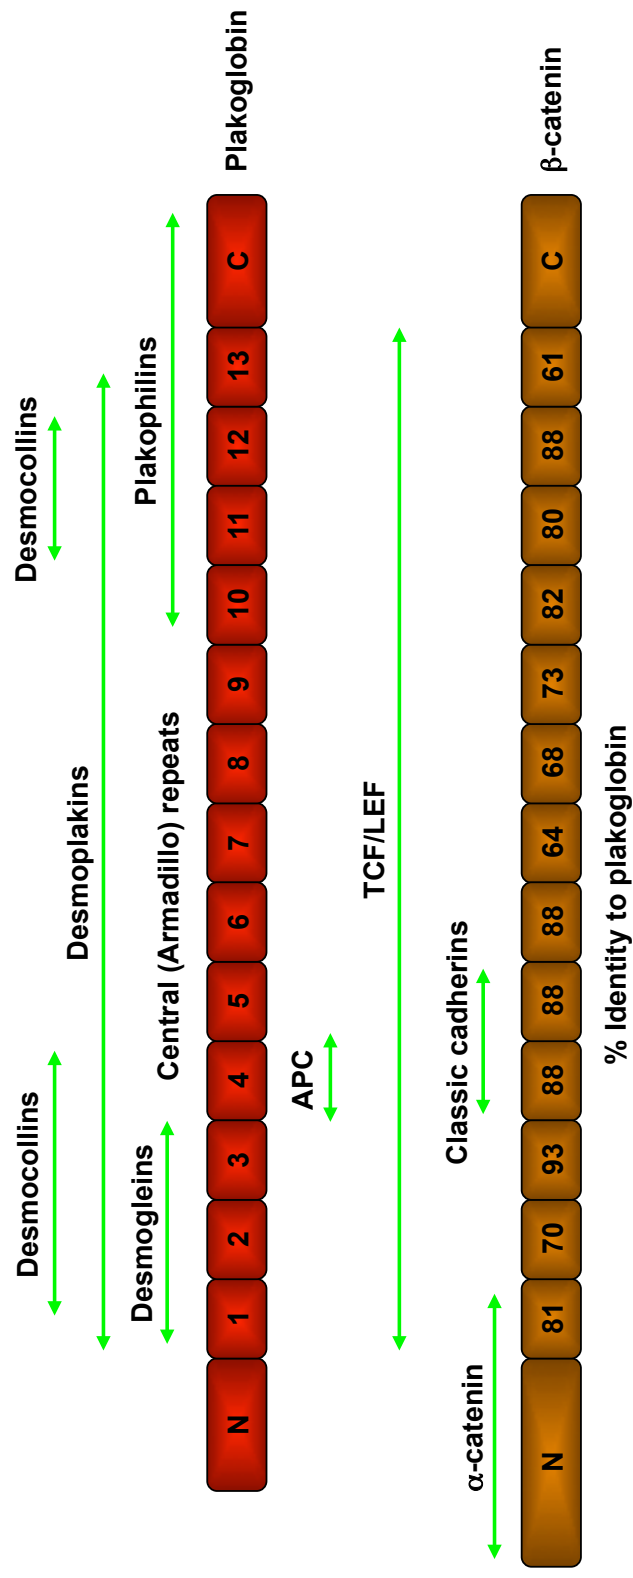 Desmocollins
Desmocollins
Desmoplakins
Desmogleins
Central (Armadillo) repeats
Plakophilins
N 1 2 3 4 5 6 7 8 9 10 11 12 13 C
Plakoglobin
APC
TCF/LEF
α-catenin
Classic cadherins
N 81 70 93 88 88 88 64 68 73 82 80 88 61 C
β-catenin
% Identity to plakoglobin